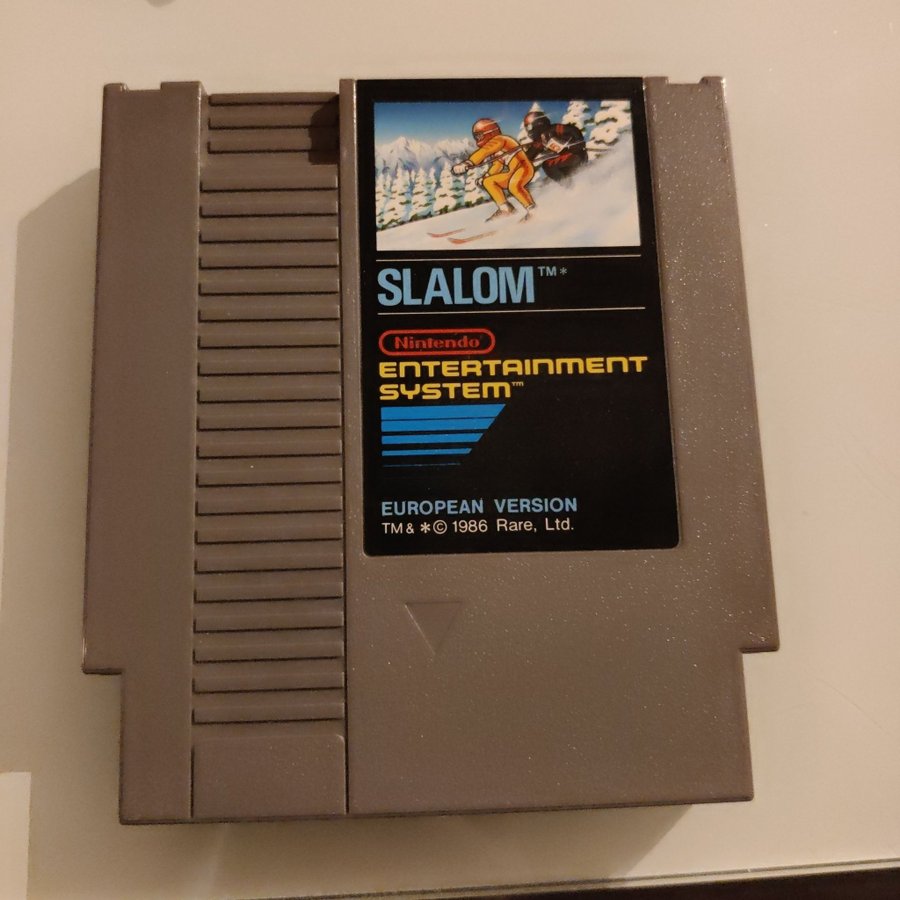 SLALOM™*
Nintendo®
ENTERTAINMENT
SYSTEM™
EUROPEAN VERSION
TM & *© 1986 Rare, Ltd.